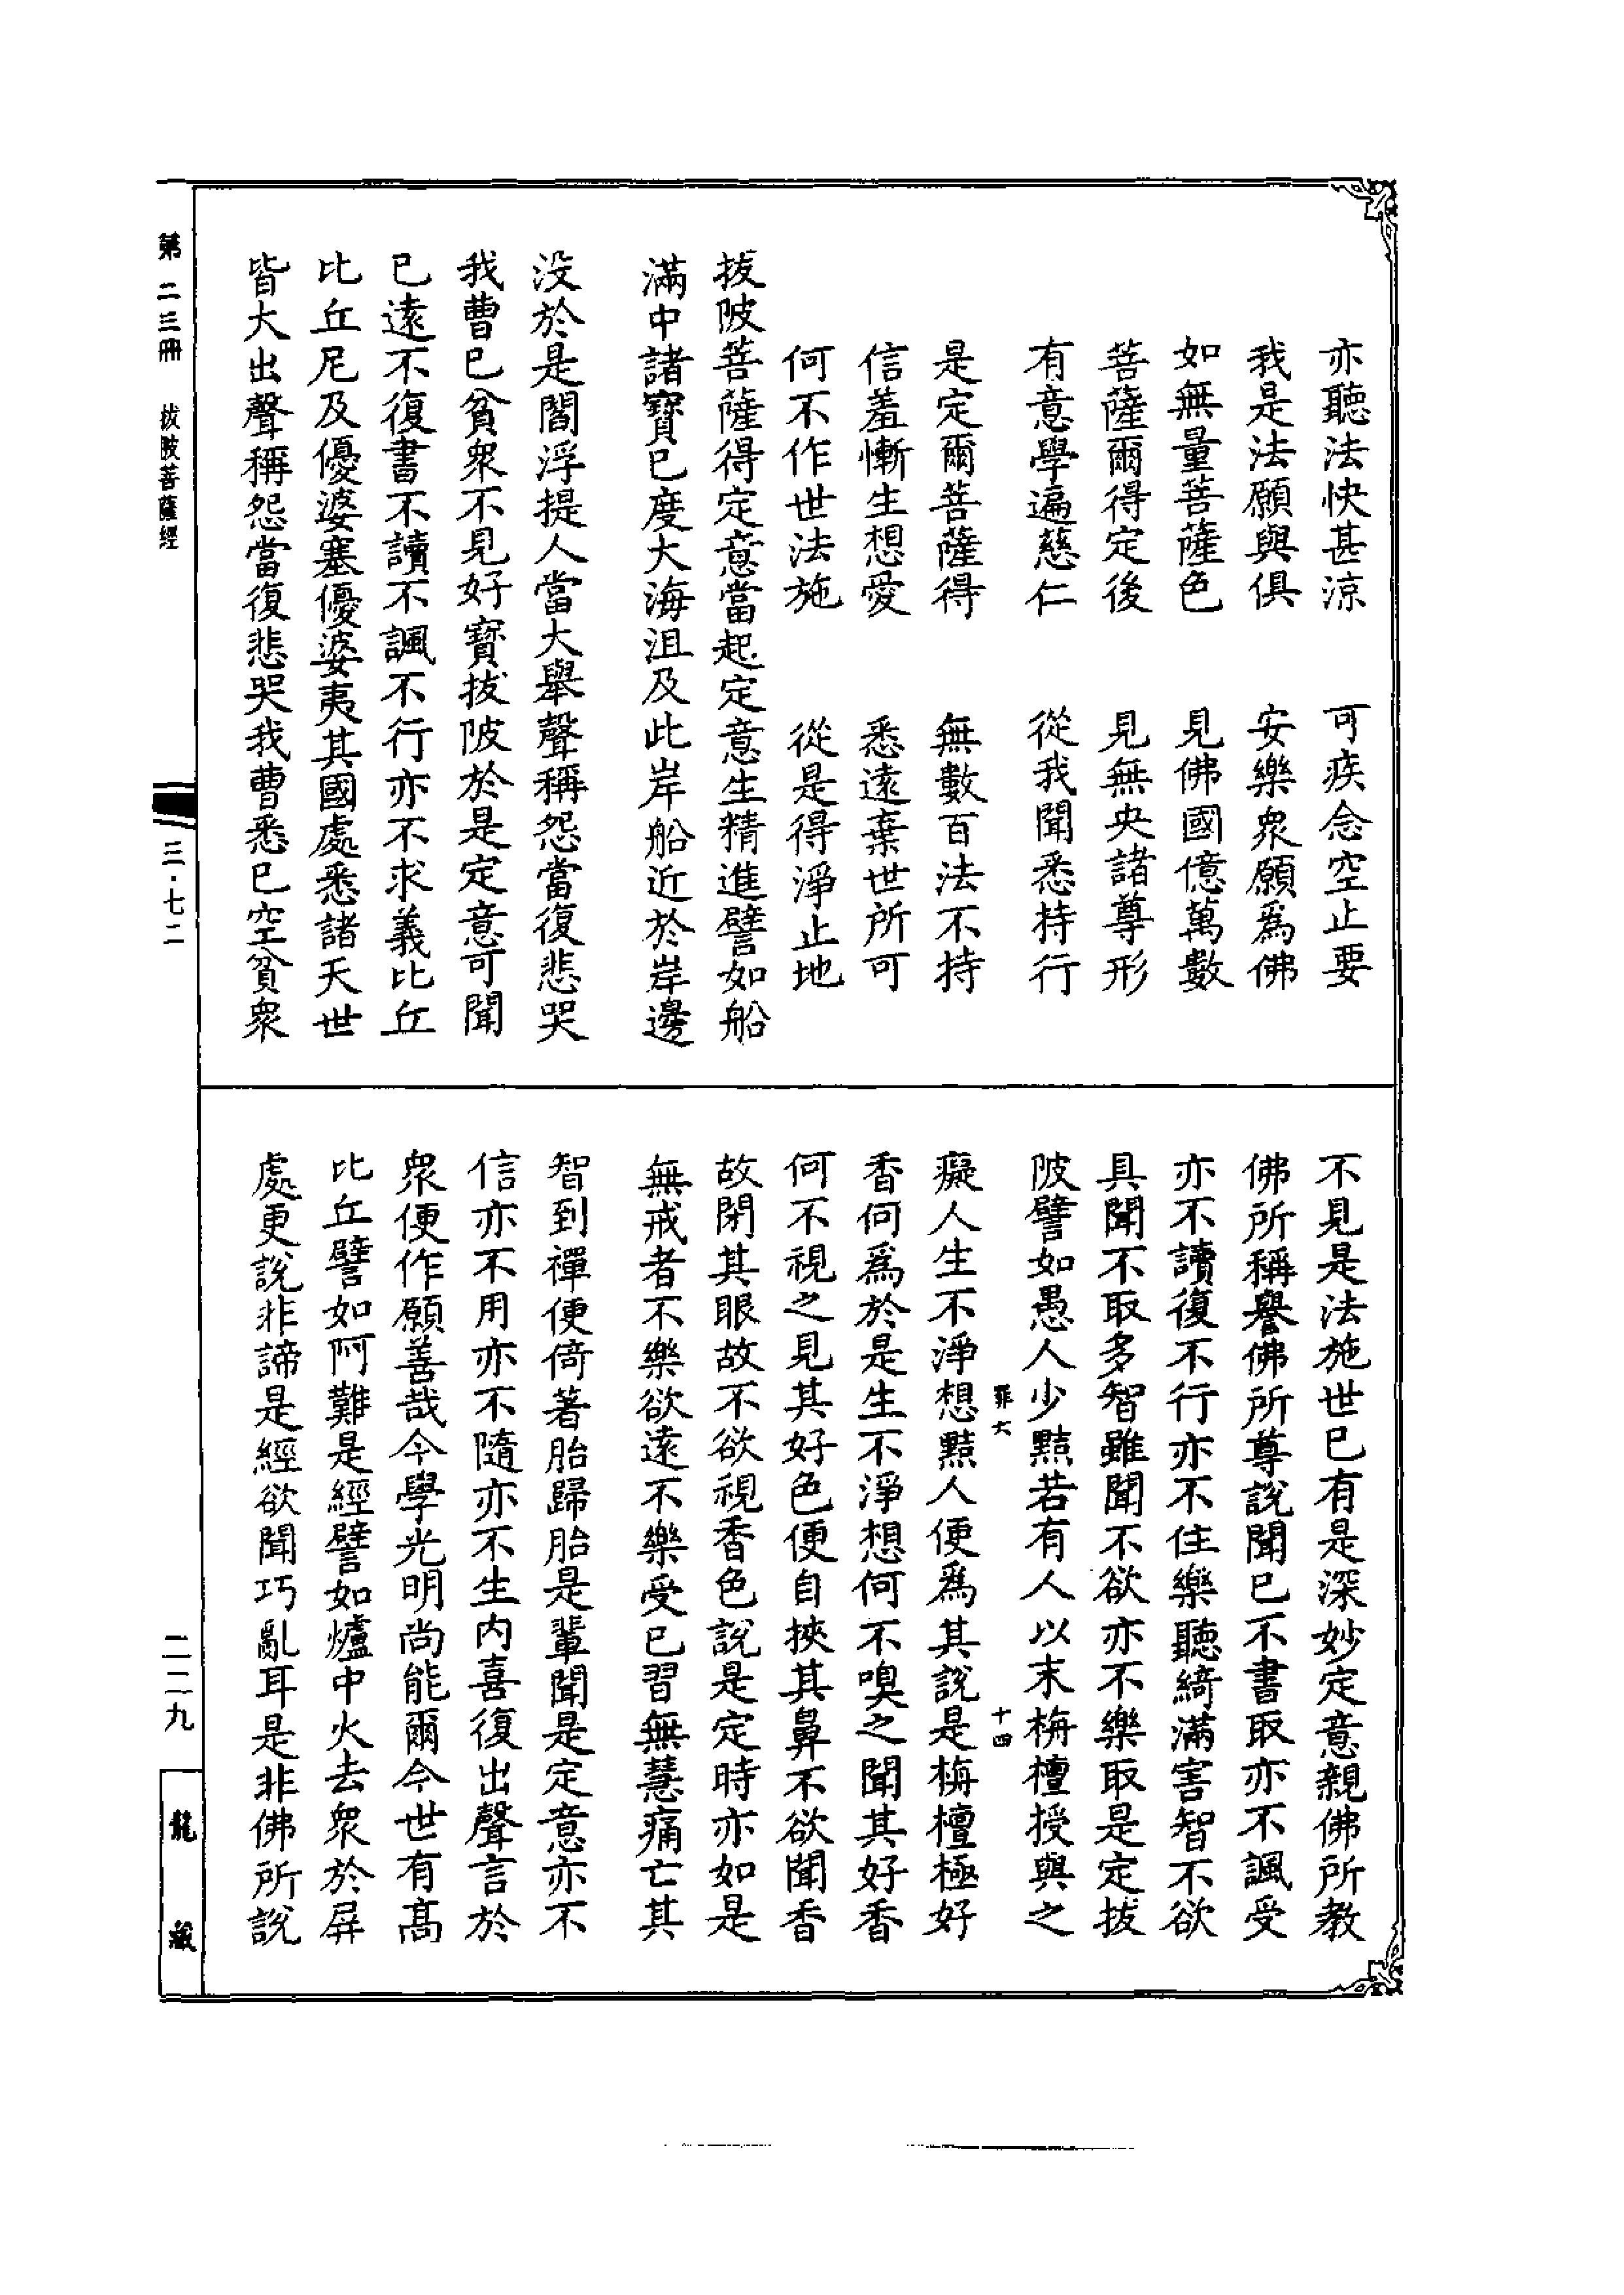 亦聽法快甚涼　可疾念空止要
我是法願與俱　安樂衆願爲佛
如無量菩薩色　見佛國億萬數
菩薩爾得定後　見無央諸尊形
有意學遍慈仁　從我聞悉持行
是定爾菩薩得　無數百法不持
信羞慚生想愛　悉遠棄世所可
何不作世法施　從是得淨止地
拔陂菩薩得定意當起定意生精進譬如船
滿中諸寶已度大海沮及此岸船近於岸邊
没於是閻浮提人當大舉聲稱怨當復悲哭
我曹已貧衆不見好寶拔陂於是定意可聞
已遠不復書不讀不諷不行亦不求義比丘
比丘尼及優婆塞優婆夷其國處悉諸天世
皆大出聲稱怨當復悲哭我曹悉已空貧衆
不見是法施世已有是深妙定意親佛所教
佛所稱譽佛所尊說聞已不書取亦不諷受
亦不讀復不行亦不住樂聽綺滿害智不欲
具聞不取多智雖聞不欲亦不樂取是定拔
陂譬如愚人少黠若有人以末栴檀授與之
十四
癡人生不淨想黠人便爲其說是栴檀極好
香何爲於是生不淨想何不嗅之聞其好香
何不視之見其好色便自挾其鼻不欲聞香
故閉其眼故不欲視香色說是定時亦如是
無戒者不樂欲遠不樂受已習無慧痛亡其
智到禪便倚著胎歸胎是輩聞是定意亦不
信亦不用亦不隨亦不生内喜復出聲言於
衆便作願善哉今學光明尚能爾今世有髙
比丘譬如阿難是經譬如爐中火去衆於屏
處更說非諦是經欲聞巧亂耳是非佛所說
第二三冊　拔陂菩薩經
三·七二
二二九
龍藏